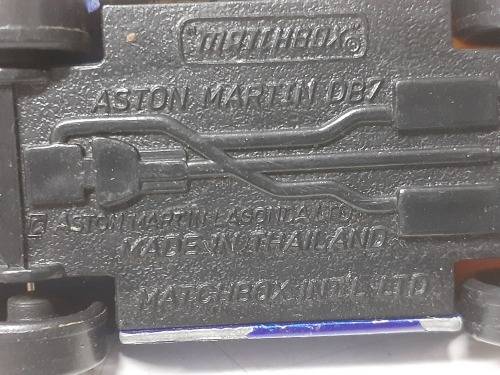 "MATCHBOX"®
ASTON MARTIN DB7
© ASTON MARTIN LAGONDA LTD
MADE IN THAILAND
MATCHBOX INT'L LTD